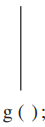 g ( ) ;